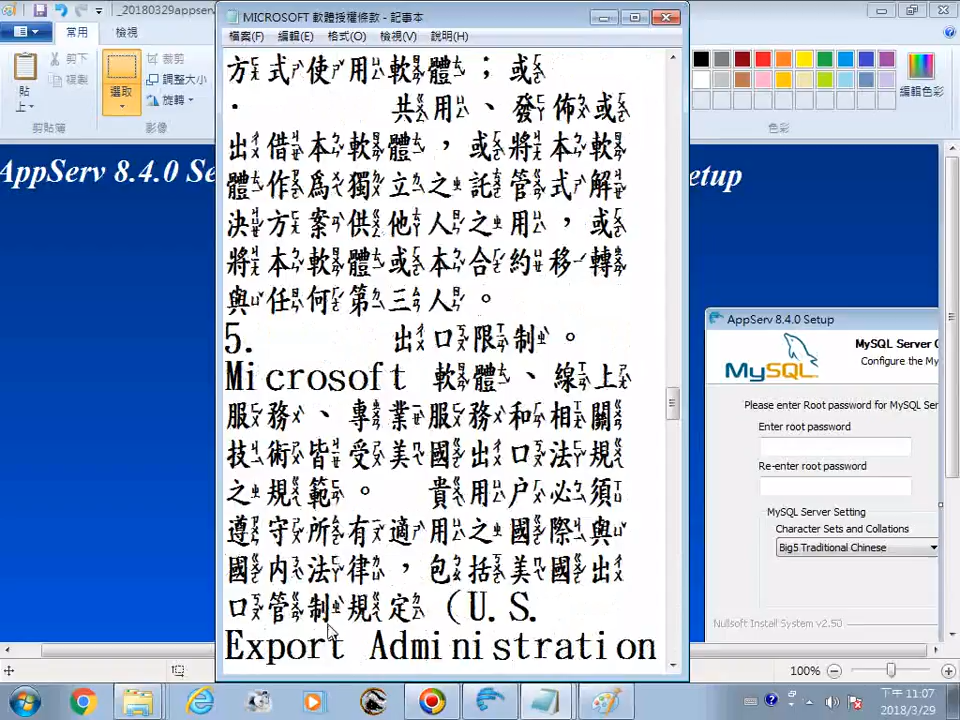 _20180329appserv
MICROSOFT 軟體授權條款 - 記事本
檔案(F) 編輯(E) 格式(O) 檢視(V) 說明(H)
常用 檢視
貼上
剪下
複製
剪貼簿
選取
裁剪
調整大小
旋轉
影像
編輯色彩
色彩
AppServ 8.4.0 Se
etup
方式使用軟體；或
· 共用、發佈或
出借本軟體，或將本軟
體作為獨立之託管式解
決方案供他人之用，或
將本軟體或本合約移轉
與任何第三人。
5. 出口限制。
Microsoft 軟體、線上
服務、專業服務和相關
技術皆受美國出口法規
之規範。 貴用戶必須
遵守所有適用之國際與
國內法律，包括美國出
口管制規定 (U.S.
Export Administration
AppServ 8.4.0 Setup
MySQL
MySQL Server C
Configure the My
Please enter Root password for MySQL Ser
Enter root password
Re-enter root password
MySQL Server Setting
Character Sets and Collations
Big5 Traditional Chinese
Nullsoft Install System v2.50
100%
下午 11:07
2018/3/29